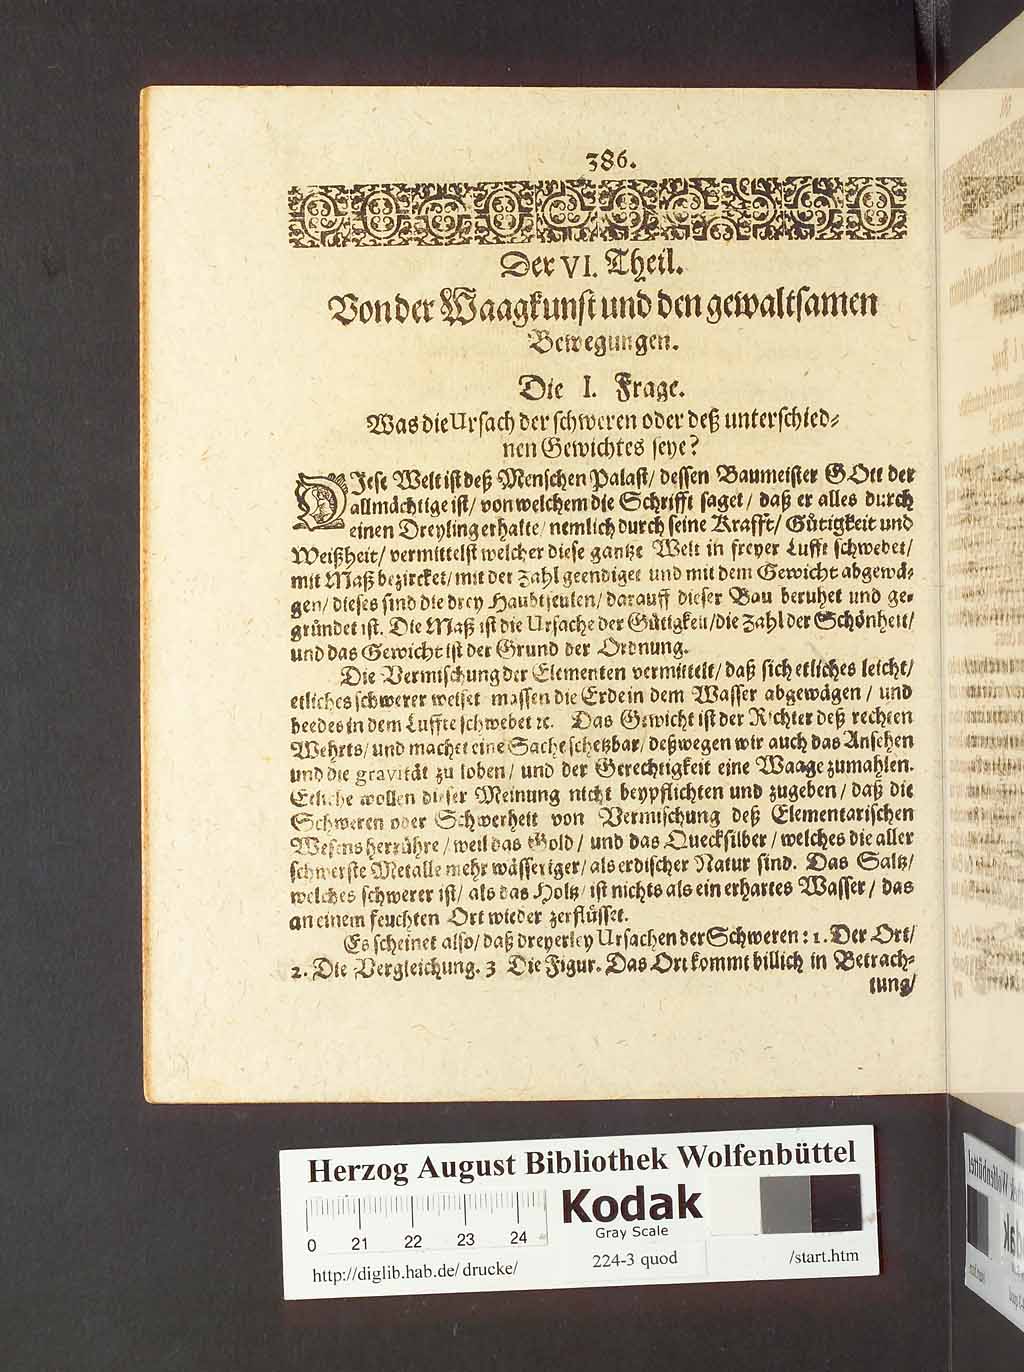 386.
Der VI. Theil.
Von der Waagkunst und den gewaltsamen
Bewegungen.
Die I. Frage.
Was die Ursach der schweren oder deß unterschied-
nen Gewichtes seye?
DJese Welt ist deß Menschen Palast/ dessen Baumeister GOtt der
allmächtige ist/ von welchem die Schrifft saget/ daß er alles durch
einen Dreyling erhalte/ nemlich durch seine Krafft/ Gütigkeit und
Weißheit/ vermittelst welcher diese gantze Welt in freyer Lufft schwebet/
mit Maß bezircket/ mit der Zahl geendiget und mit dem Gewicht abgewä-
gen/ dieses sind die drey Haubtseulen/ darauff dieser Bau beruhet und ge-
gründet ist. Die Maß ist die Ursache der Gütigkeit/ die Zahl der Schönheit/
und das Gewicht ist der Grund der Ordnung.
Die Vermischung der Elementen vermittelt/ daß sich etliches leicht/
etliches schwerer weiset massen die Erde in dem Wasser abgewägen/ und
beedes in dem Luffte schwebet ꝛc. Das Gewicht ist der Richter deß rechten
Wehrts/ und machet eine Sache schetzbar/ deßwegen wir auch das Ansehen
und die gravität zu loben/ und der Gerechtigkeit eine Waage zumahlen.
Etliche wollen dieser Meinung nicht beypflichten und zugeben/ daß die
Schweren oder Schwerheit von Vermischung deß Elementarischen
Wesens herrühre/ weil das Gold/ und das Quecksilber/ welches die aller
schwerste Metalle mehr wässeriger/ als erdischer Natur sind. Das Saltz/
welches schwerer ist/ als das Holtz/ ist nichts als ein erhartes Wasser/ das
an einem feuchten Ort wieder zerflüsset.
Es scheinet also/ daß dreyerley Ursachen der Schweren: 1. Der Ort/
2. Die Vergleichung. 3 Die Figur. Das Ort kommt billich in Betrach-
tung/
Herzog August Bibliothek Wolfenbüttel
Kodak
Gray Scale
0 21 22 23 24
http://diglib.hab.de/drucke/
224-3 quod
/start.htm